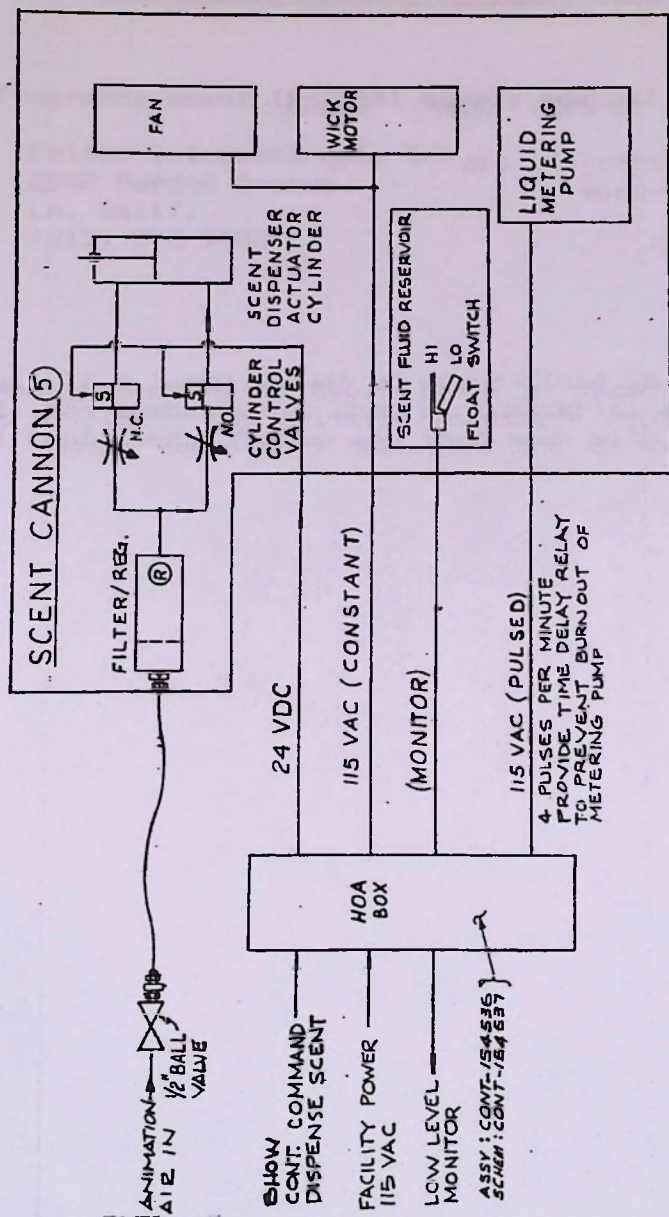 SCENT CANNON 5
FILTER/REG.
R
N.C.
N.O.
S
S
CYLINDER
CONTROL
VALVES
SCENT
DISPENSER
ACTUATOR
CYLINDER
FAN
WICK
MOTOR
SCENT FLUID RESERVOIR
HI
LO
FLOAT SWITCH
LIQUID
METERING
PUMP
ANIMATION
AIR IN
1/2" BALL
VALVE
24 VDC
115 VAC (CONSTANT)
(MONITOR)
115 VAC (PULSED)
4 PULSES PER MINUTE
PROVIDE TIME DELAY RELAY
TO PREVENT BURNOUT OF
METERING PUMP
HOA
BOX
SHOW
CONT. COMMAND
DISPENSE SCENT
FACILITY POWER
115 VAC
LOW LEVEL
MONITOR
ASSY: CONT-154536
SCHEM: CONT-154537
2